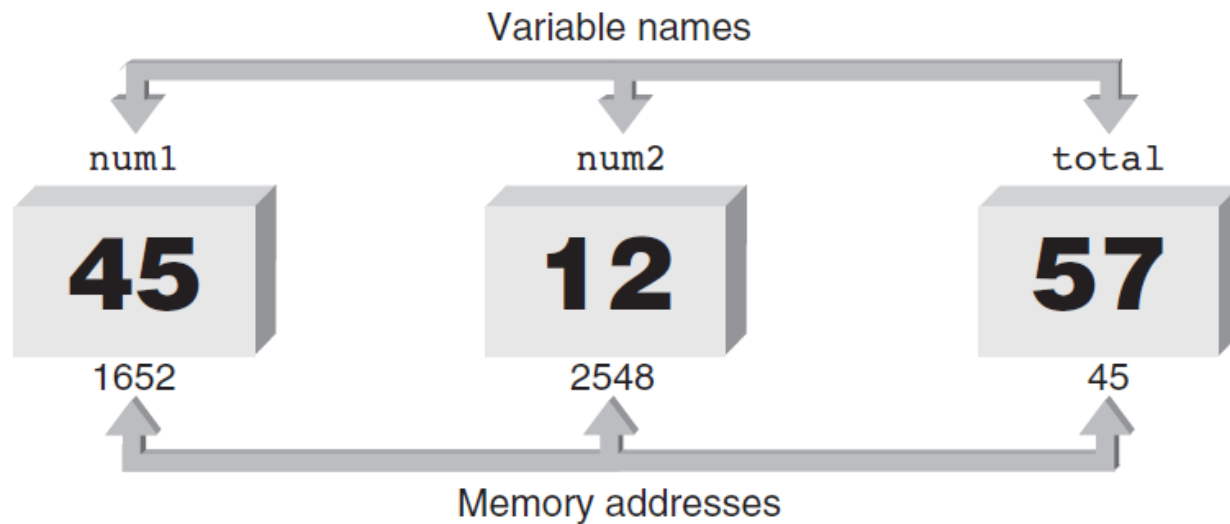 Variable names
num1 num2 total
45 12 57
1652 2548 45
Memory addresses